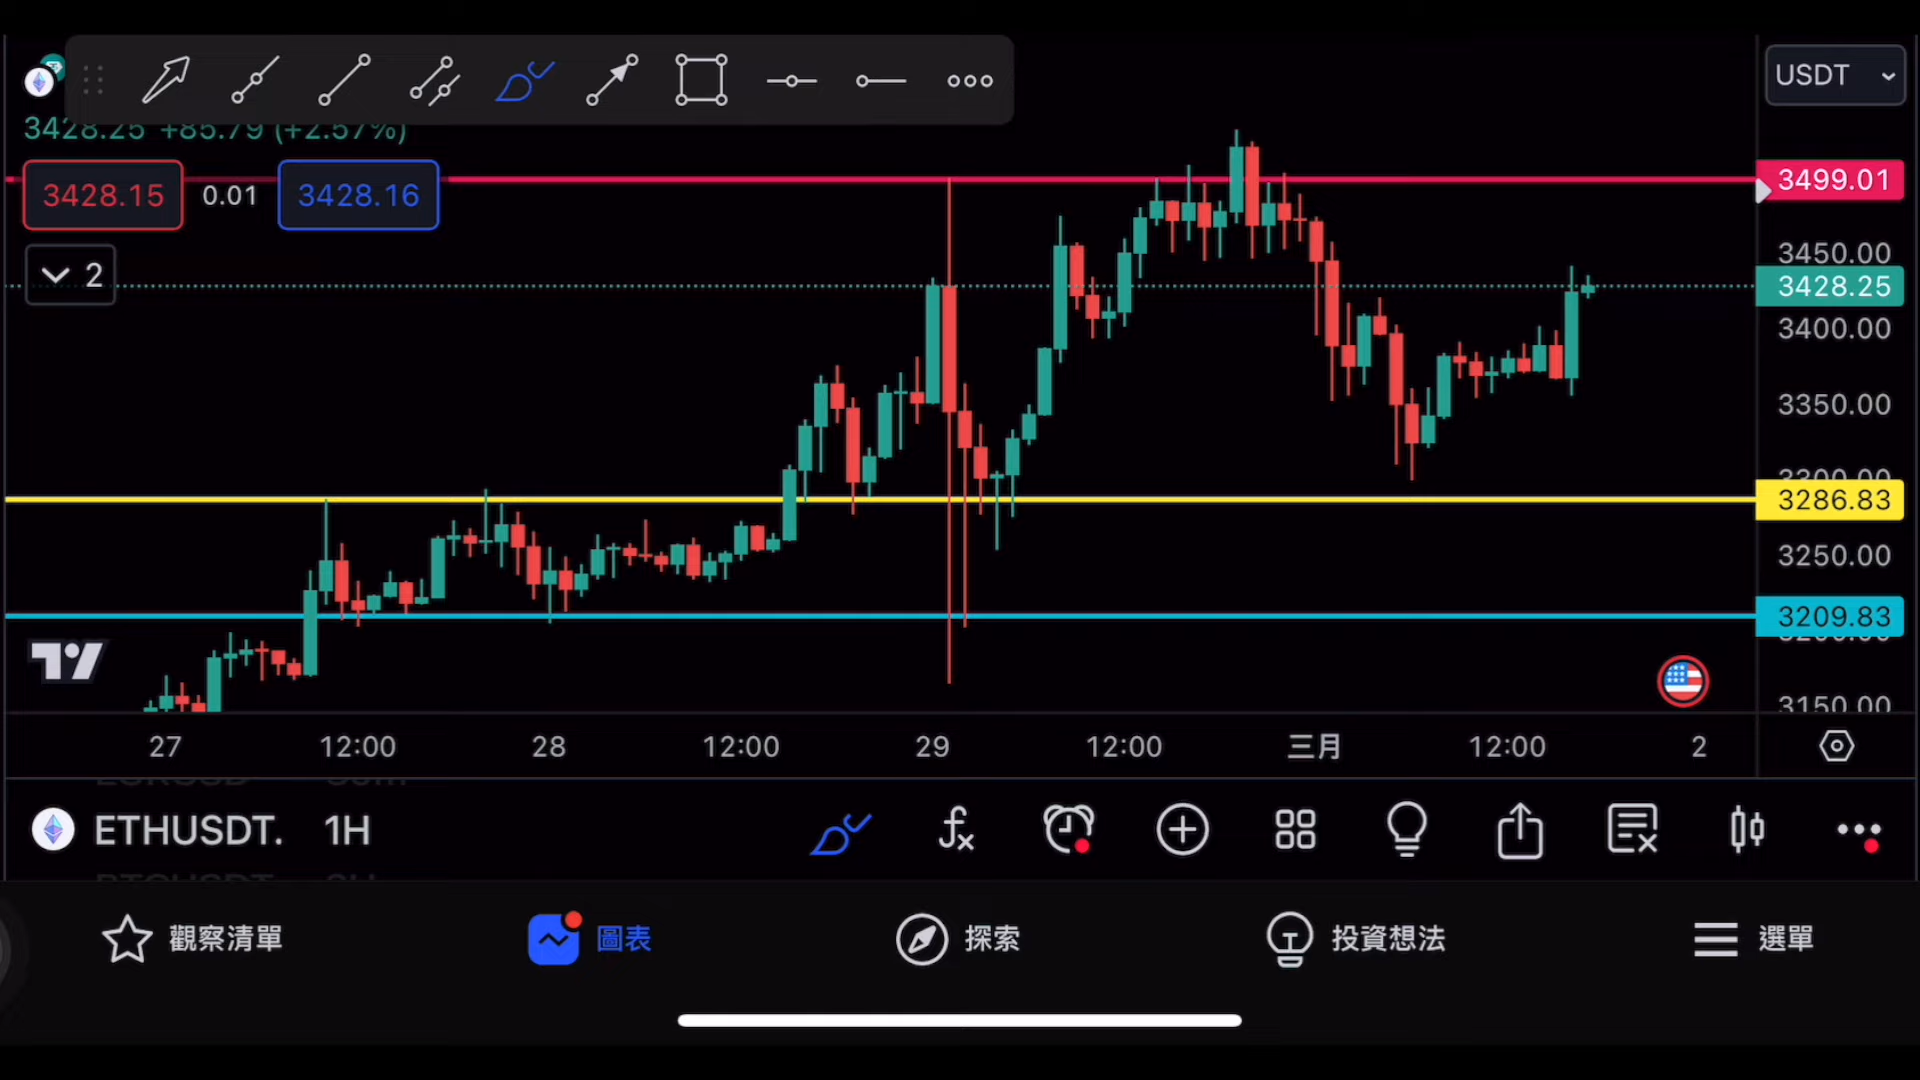 USDT
3428.25 +85.79 (+2.57%)
3428.15 0.01 3428.16
3499.01
2
3450.00
3428.25
3400.00
3350.00
3300.00
3286.83
3250.00
3209.83
3200.00
3150.00
27 12:00 28 12:00 29 12:00 三月 12:00 2
ETHUSDT. 1H
觀察清單 圖表 探索 投資想法 選單